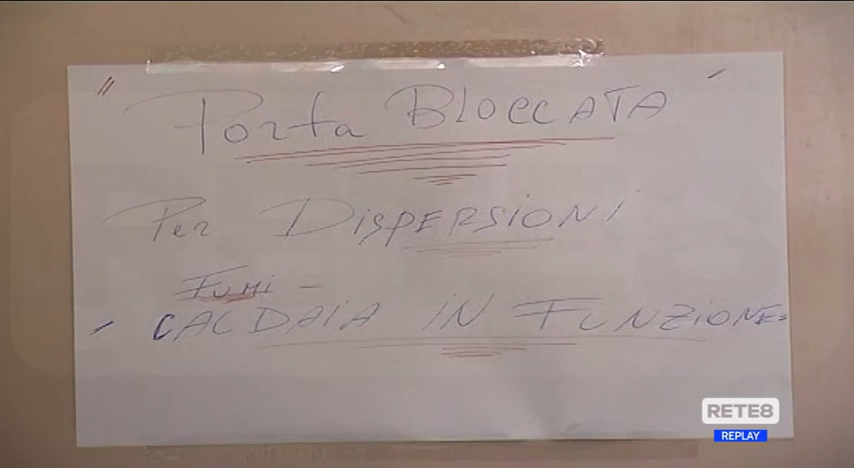 " Porta BLOCCATA '
Per DISPERSIONI
FUMI -
' CALDAIA IN FUNZIONE =
RETE8
REPLAY